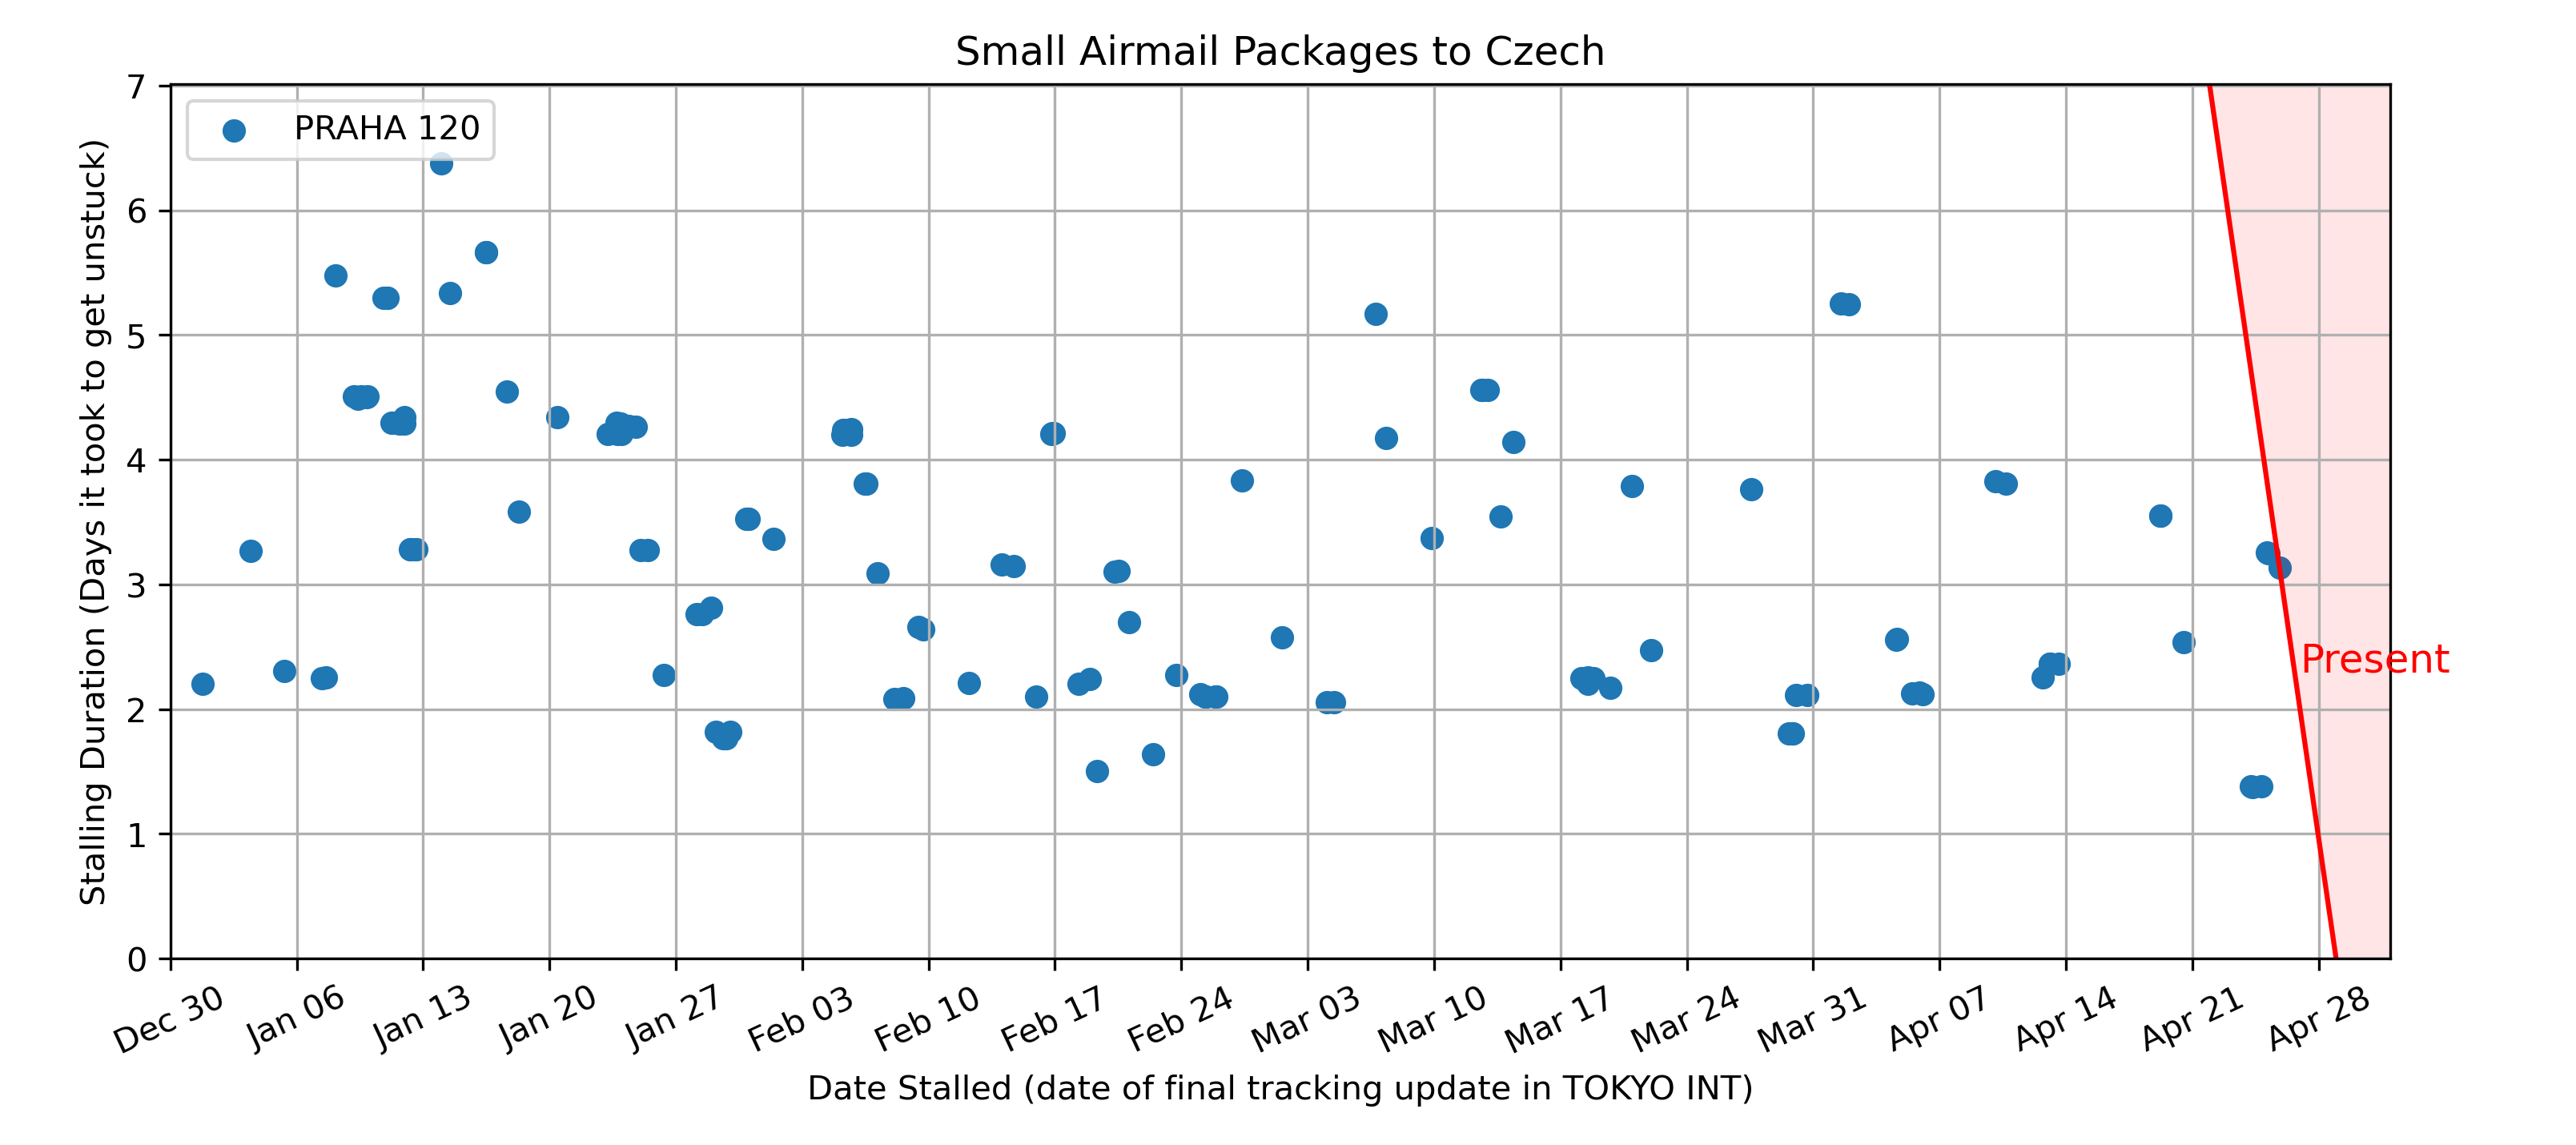 Small Airmail Packages to Czech
PRAHA 120
Stalling Duration (Days it took to get unstuck)
7
6
5
4
3
2
1
0
Present
Dec 30
Jan 06
Jan 13
Jan 20
Jan 27
Feb 03
Feb 10
Feb 17
Feb 24
Mar 03
Mar 10
Mar 17
Mar 24
Mar 31
Apr 07
Apr 14
Apr 21
Apr 28
Date Stalled (date of final tracking update in TOKYO INT)